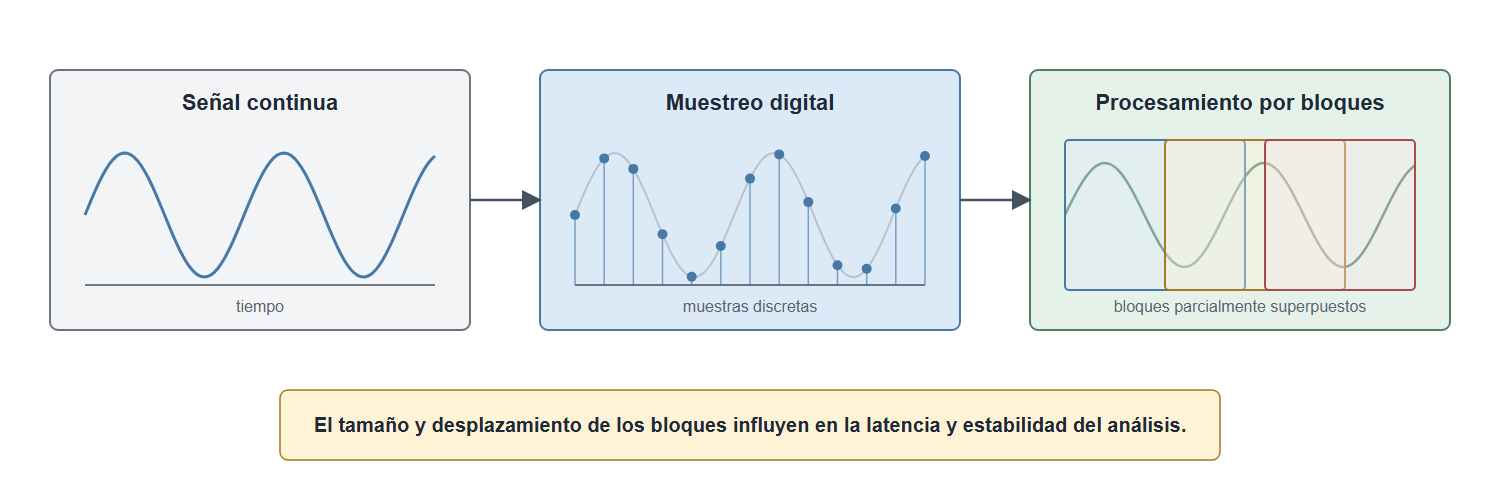 Señal continua
tiempo
Muestreo digital
muestras discretas
Procesamiento por bloques
bloques parcialmente superpuestos
El tamaño y desplazamiento de los bloques influyen en la latencia y estabilidad del análisis.